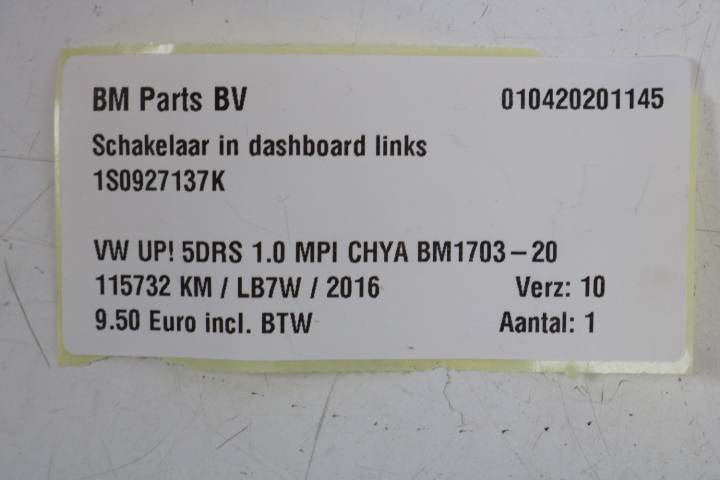 BM Parts BV 010420201145
Schakelaar in dashboard links
1S0927137K
VW UP! 5DRS 1.0 MPI CHYA BM1703-20
115732 KM / LB7W / 2016 Verz: 10
9.50 Euro incl. BTW Aantal: 1